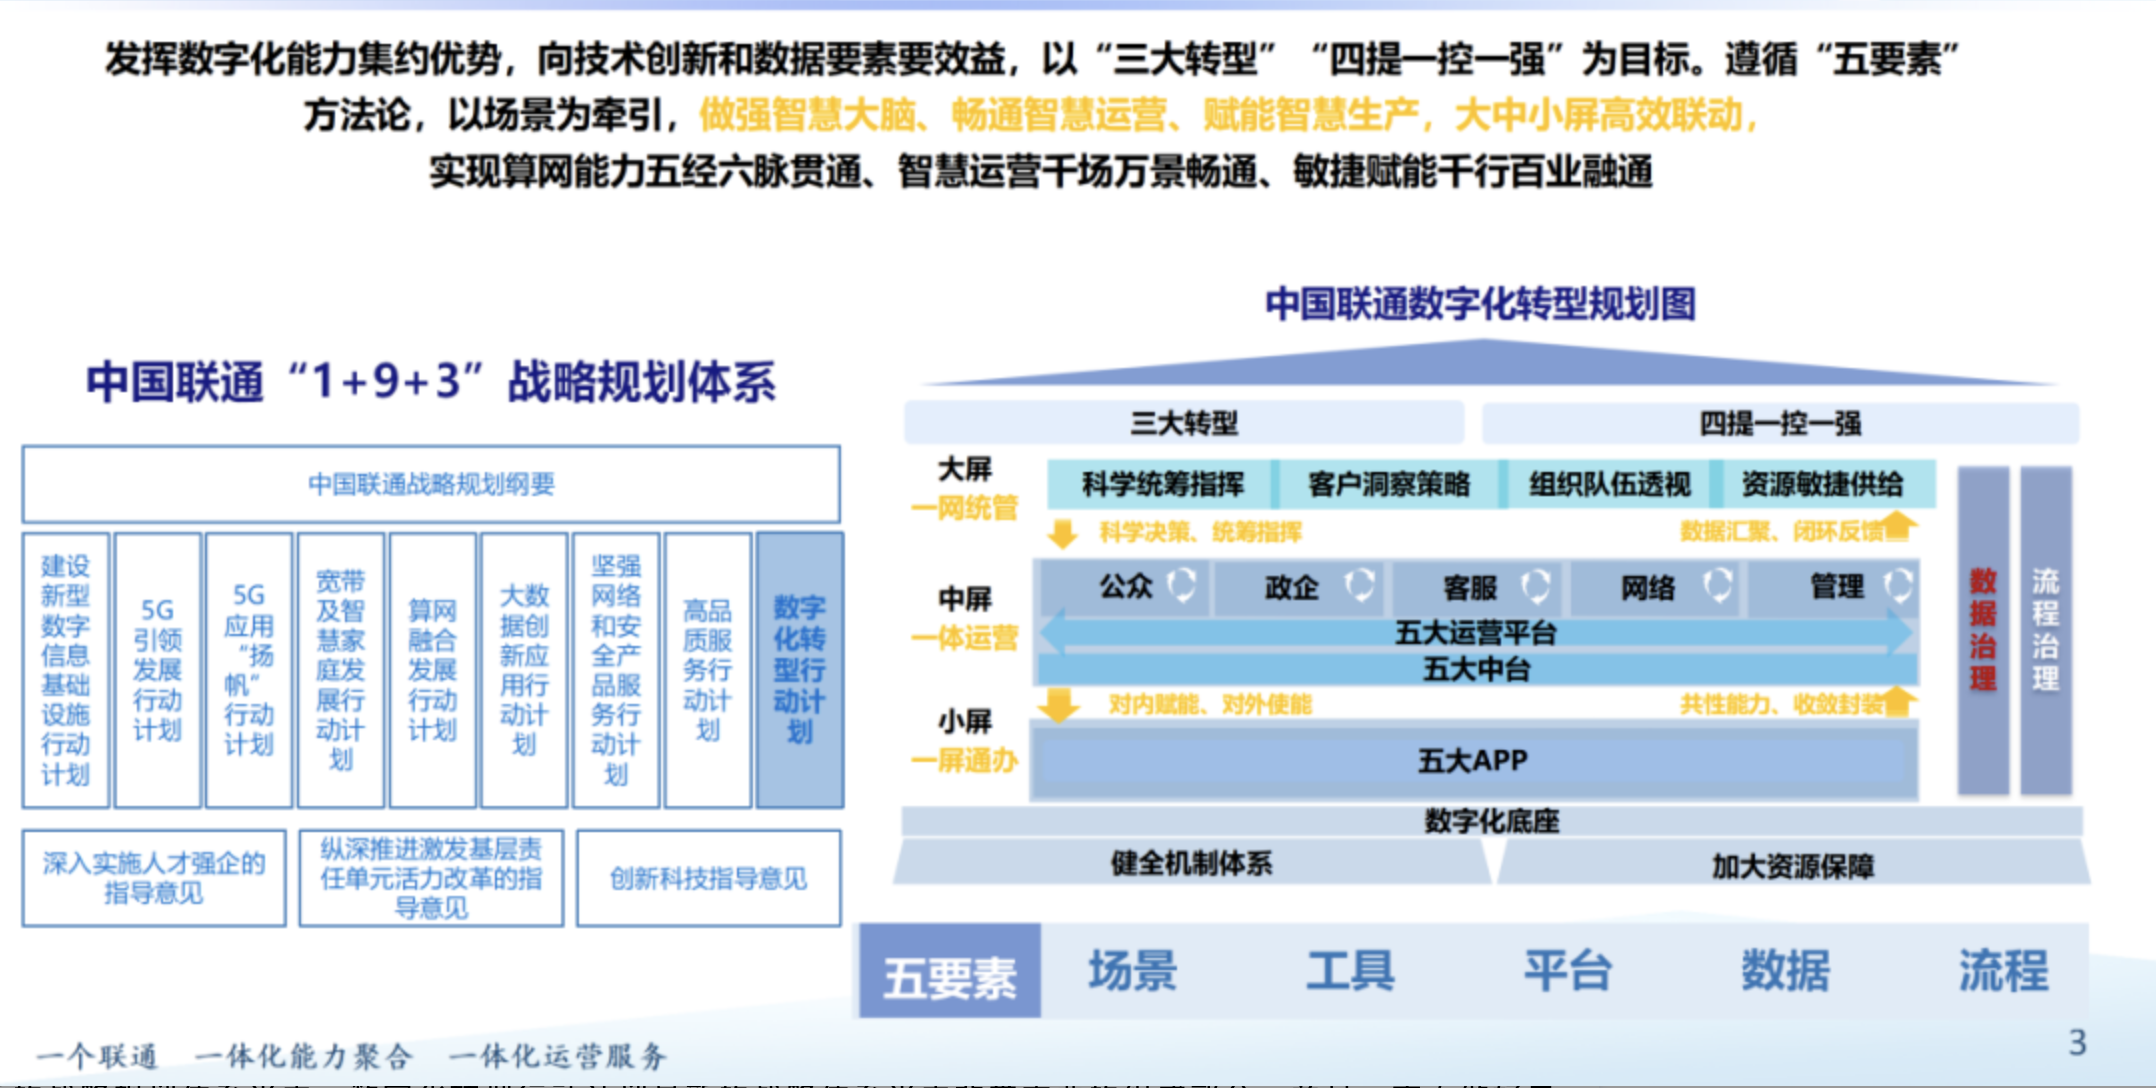 发挥数字化能力集约优势，向技术创新和数据要素要效益，以“三大转型”“四提一控一强”为目标。遵循“五要素”
方法论，以场景为牵引，做强智慧大脑、畅通智慧运营、赋能智慧生产，大中小屏高效联动，
实现算网能力五经六脉贯通、智慧运营千场万景畅通、敏捷赋能千行百业融通
中国联通“1+9+3”战略规划体系
中国联通战略规划纲要
建设
新型
数字
信息
基础
设施
行动
计划
5G
引领
发展
行动
计划
5G
应用
“扬
帆”
行动
计划
宽带
及智
慧家
庭发
展行
动计
划
算网
融合
发展
行动
计划
大数
据创
新应
用行
动计
划
坚强
网络
和安
全产
品服
务行
动计
划
高品
质服
务行
动计
划
数字
化转
型行
动计
划
深入实施人才强企的
指导意见
纵深推进激发基层责
任单元活力改革的指
导意见
创新科技指导意见
中国联通数字化转型规划图
三大转型
四提一控一强
大屏
一网统管
科学统筹指挥
客户洞察策略
组织队伍透视
资源敏捷供给
科学决策、统筹指挥
数据汇聚、闭环反馈
中屏
一体运营
公众
政企
客服
网络
管理
五大运营平台
五大中台
对内赋能、对外使能
共性能力、收敛封装
小屏
一屏通办
五大APP
数据治理
流程治理
数字化底座
健全机制体系
加大资源保障
五要素
场景
工具
平台
数据
流程
一个联通 一体化能力聚合 一体化运营服务
3